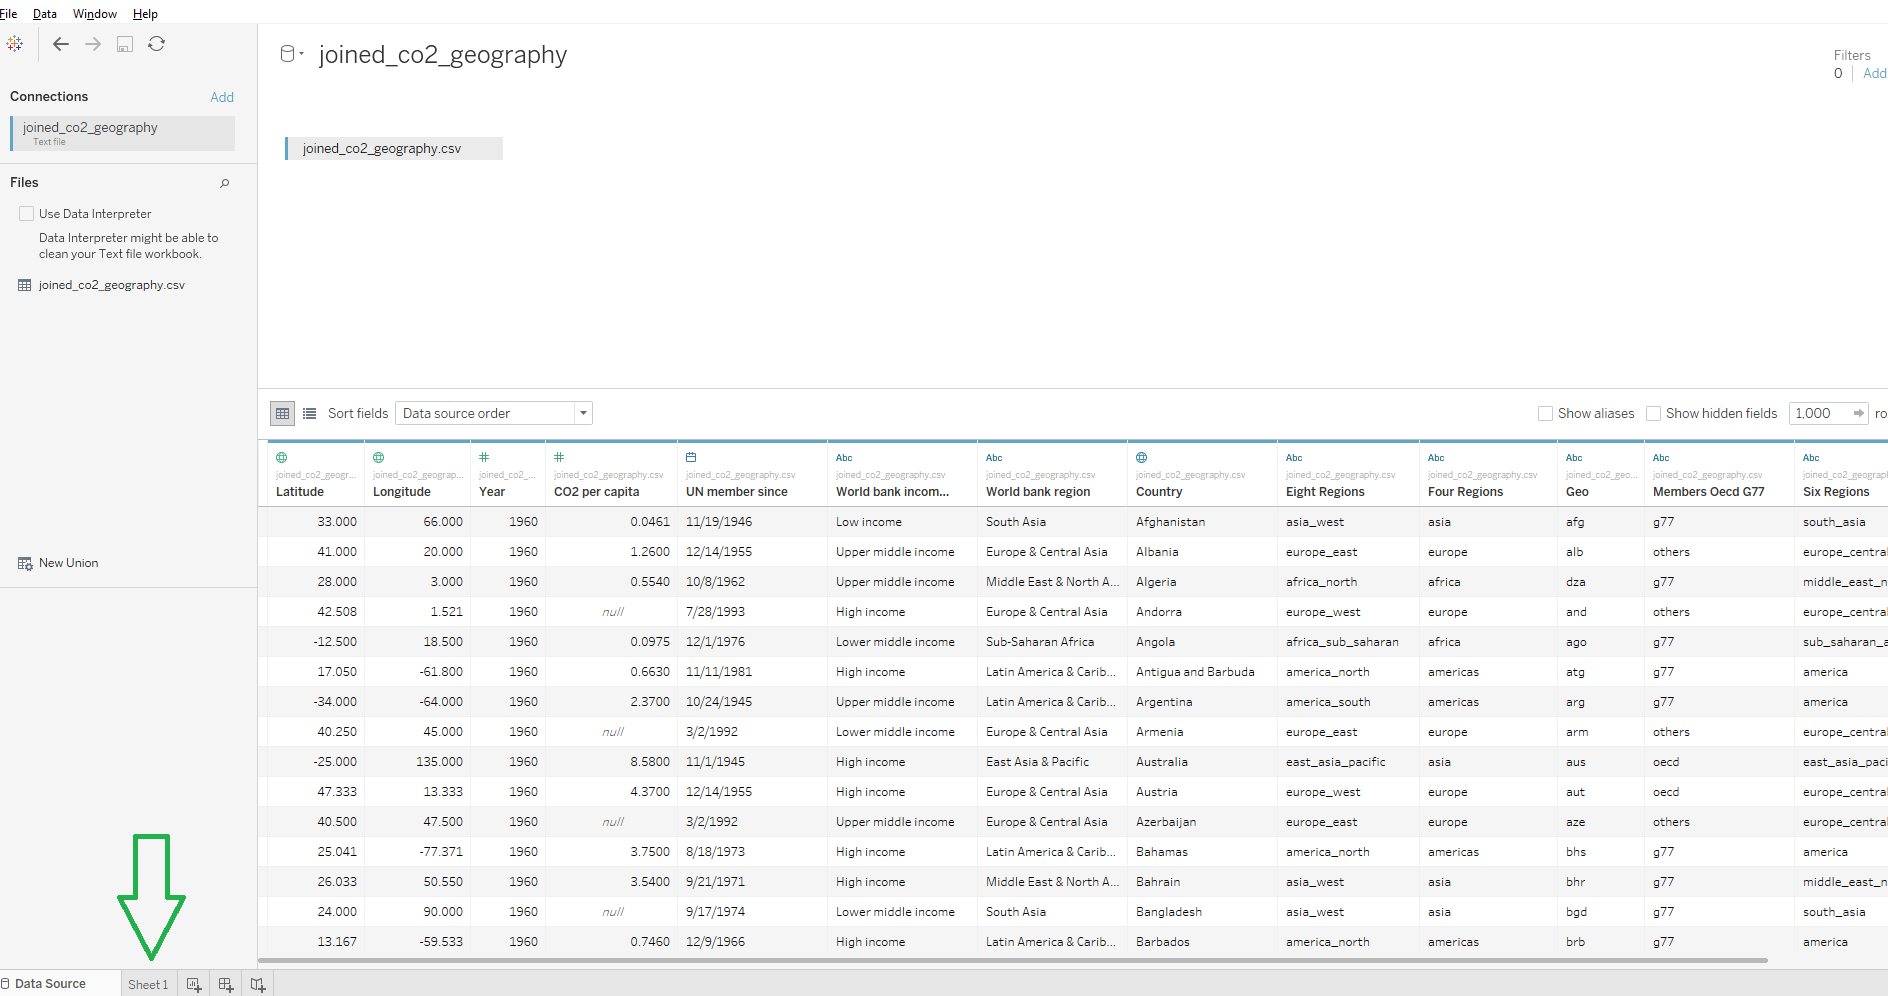 File Data Window Help
joined_co2_geography
Filters
0 Add
Connections Add
joined_co2_geography
Text file
joined_co2_geography.csv
Files
Use Data Interpreter
Data Interpreter might be able to
clean your Text file workbook.
joined_co2_geography.csv
New Union
Sort fields Data source order Show aliases Show hidden fields 1,000 ro
Abc Abc Abc Abc Abc Abc Abc
joined_co2_geogr... joined_co2_geograp... joined_co2_... joined_co2_geography.csv joined_co2_geography.csv joined_co2_geography.csv joined_co2_geography.csv joined_co2_geography.csv joined_co2_geography.csv joined_co2_geography.csv joined_co2_geo... joined_co2_geography.csv joined_co2_geograph
Latitude Longitude Year CO2 per capita UN member since World bank incom... World bank region Country Eight Regions Four Regions Geo Members Oecd G77 Six Regions
33.000 66.000 1960 0.0461 11/19/1946 Low income South Asia Afghanistan asia_west asia afg g77 south_asia
41.000 20.000 1960 1.2600 12/14/1955 Upper middle income Europe & Central Asia Albania europe_east europe alb others europe_central
28.000 3.000 1960 0.5540 10/8/1962 Upper middle income Middle East & North A... Algeria africa_north africa dza g77 middle_east_n
42.508 1.521 1960 null 7/28/1993 High income Europe & Central Asia Andorra europe_west europe and others europe_central
-12.500 18.500 1960 0.0975 12/1/1976 Lower middle income Sub-Saharan Africa Angola africa_sub_saharan africa ago g77 sub_saharan_a
17.050 -61.800 1960 0.6630 11/11/1981 High income Latin America & Carib... Antigua and Barbuda america_north americas atg g77 america
-34.000 -64.000 1960 2.3700 10/24/1945 Upper middle income Latin America & Carib... Argentina america_south americas arg g77 america
40.250 45.000 1960 null 3/2/1992 Lower middle income Europe & Central Asia Armenia europe_east europe arm others europe_central
-25.000 135.000 1960 8.5800 11/1/1945 High income East Asia & Pacific Australia east_asia_pacific asia aus oecd east_asia_paci
47.333 13.333 1960 4.3700 12/14/1955 High income Europe & Central Asia Austria europe_west europe aut oecd europe_central
40.500 47.500 1960 null 3/2/1992 Upper middle income Europe & Central Asia Azerbaijan europe_east europe aze others europe_central
25.041 -77.371 1960 3.7500 8/18/1973 High income Latin America & Carib... Bahamas america_north americas bhs g77 america
26.033 50.550 1960 3.5400 9/21/1971 High income Middle East & North A... Bahrain asia_west asia bhr g77 middle_east_n
24.000 90.000 1960 null 9/17/1974 Lower middle income South Asia Bangladesh asia_west asia bgd g77 south_asia
13.167 -59.533 1960 0.7460 12/9/1966 High income Latin America & Carib... Barbados america_north americas brb g77 america
Data Source Sheet 1